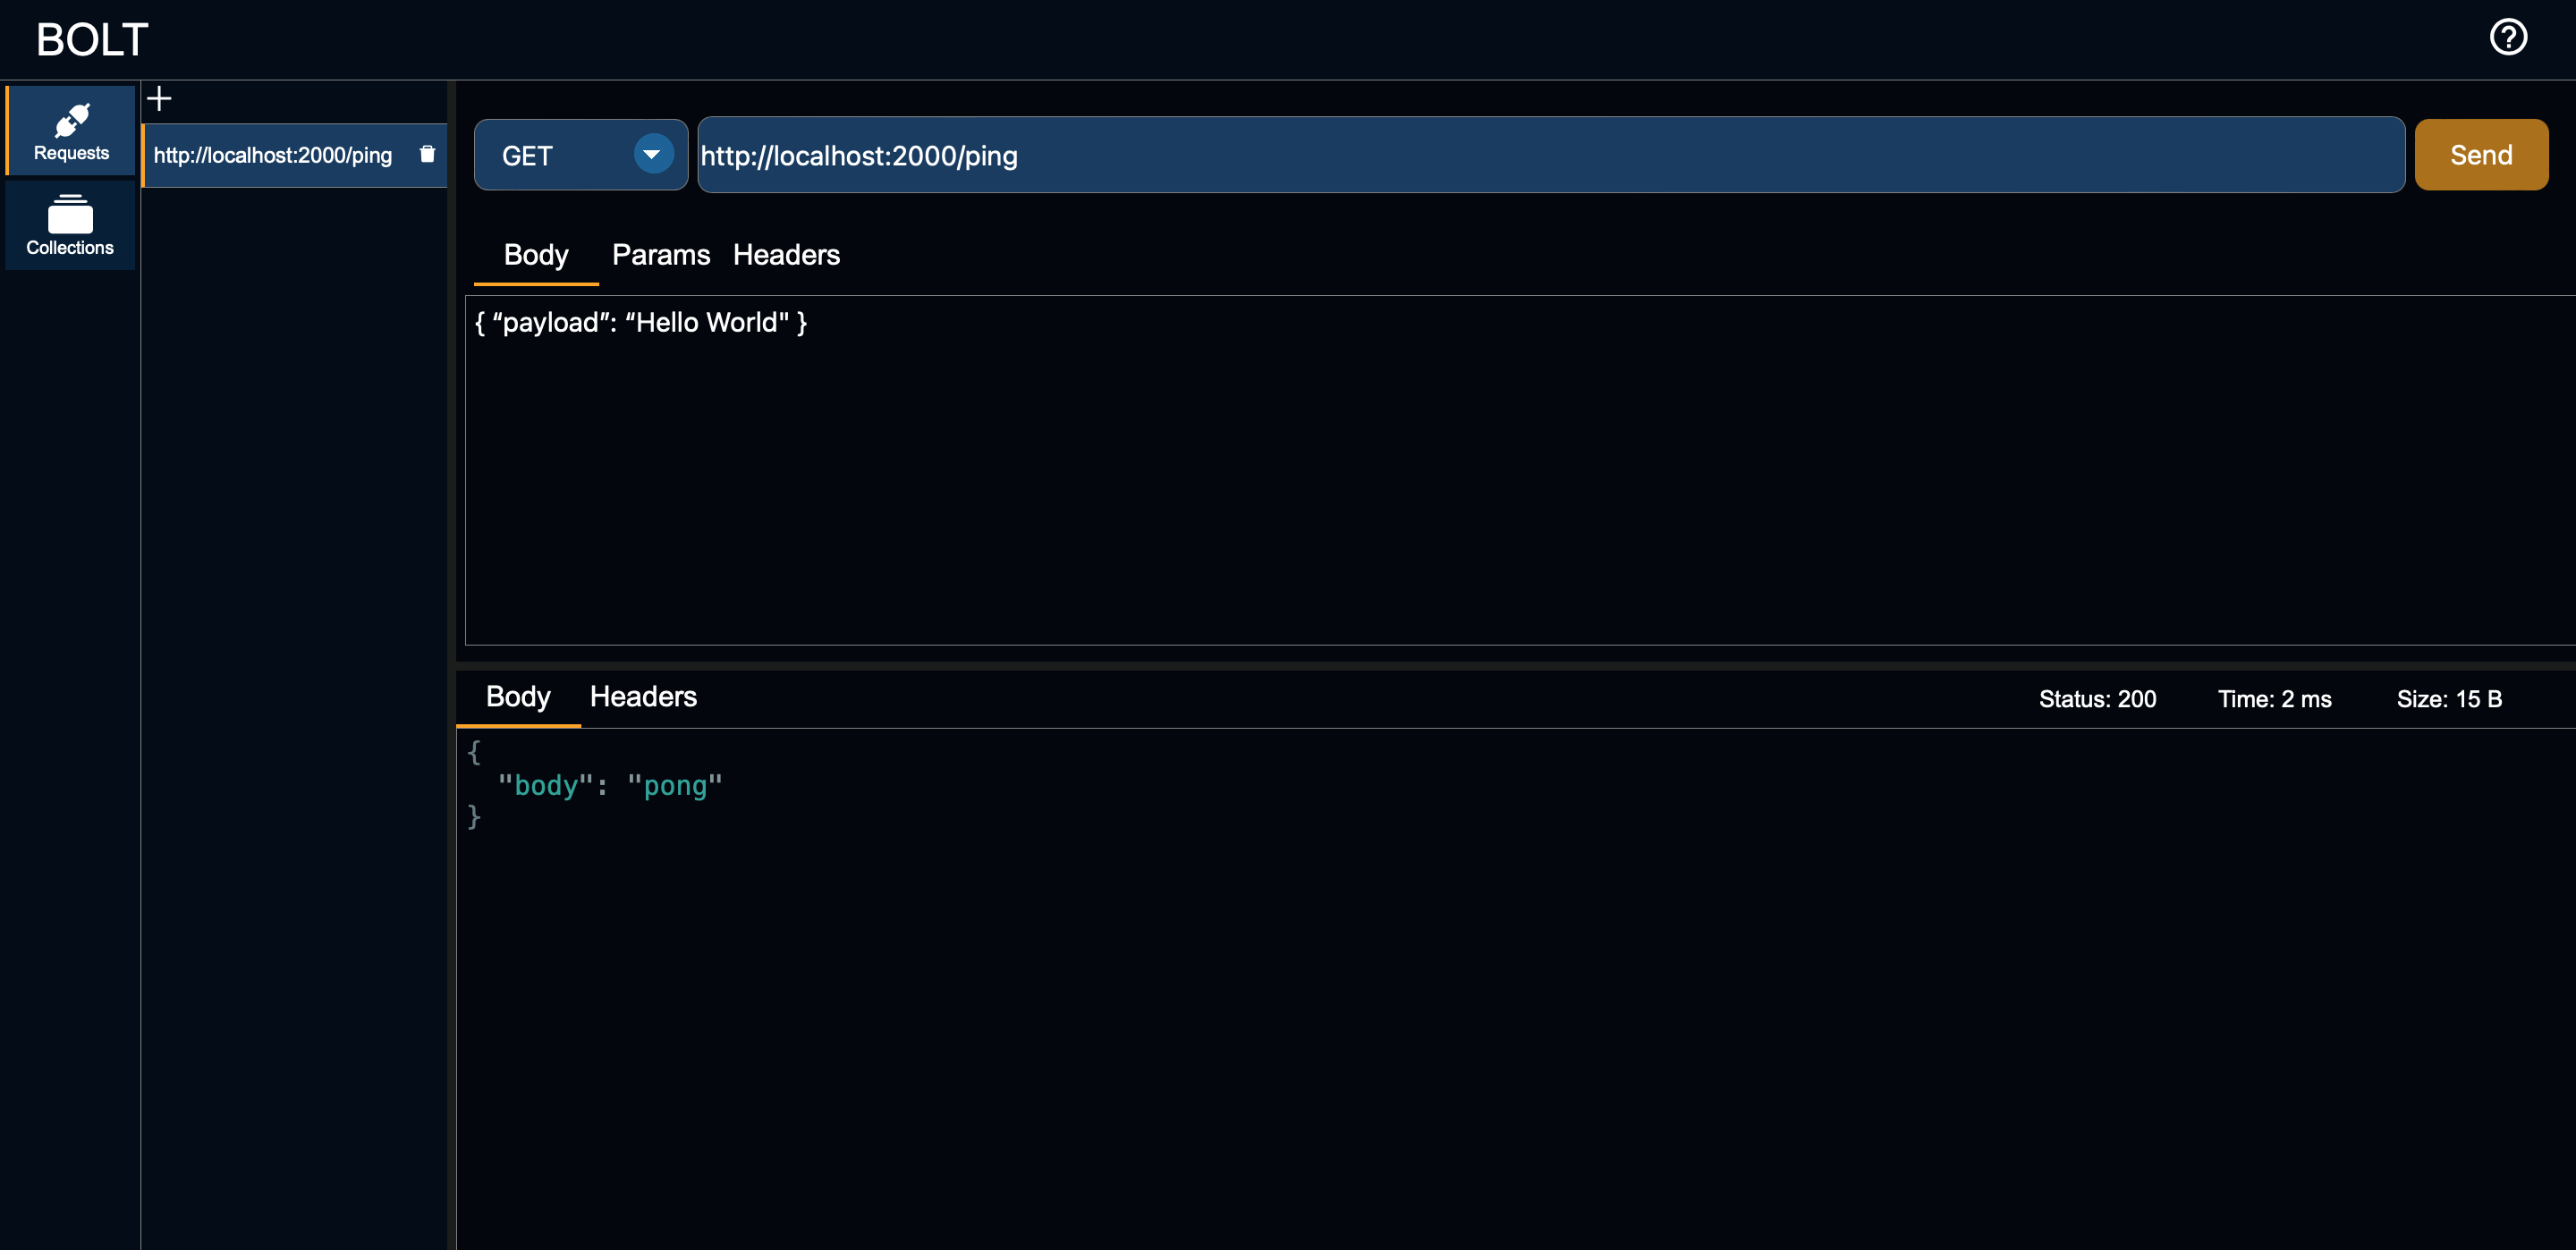 BOLT
Requests
Collections
http://localhost:2000/ping
GET
http://localhost:2000/ping
Send
Body Params Headers
{ “payload”: “Hello World" }
Body Headers
Status: 200 Time: 2 ms Size: 15 B
{
"body": "pong"
}